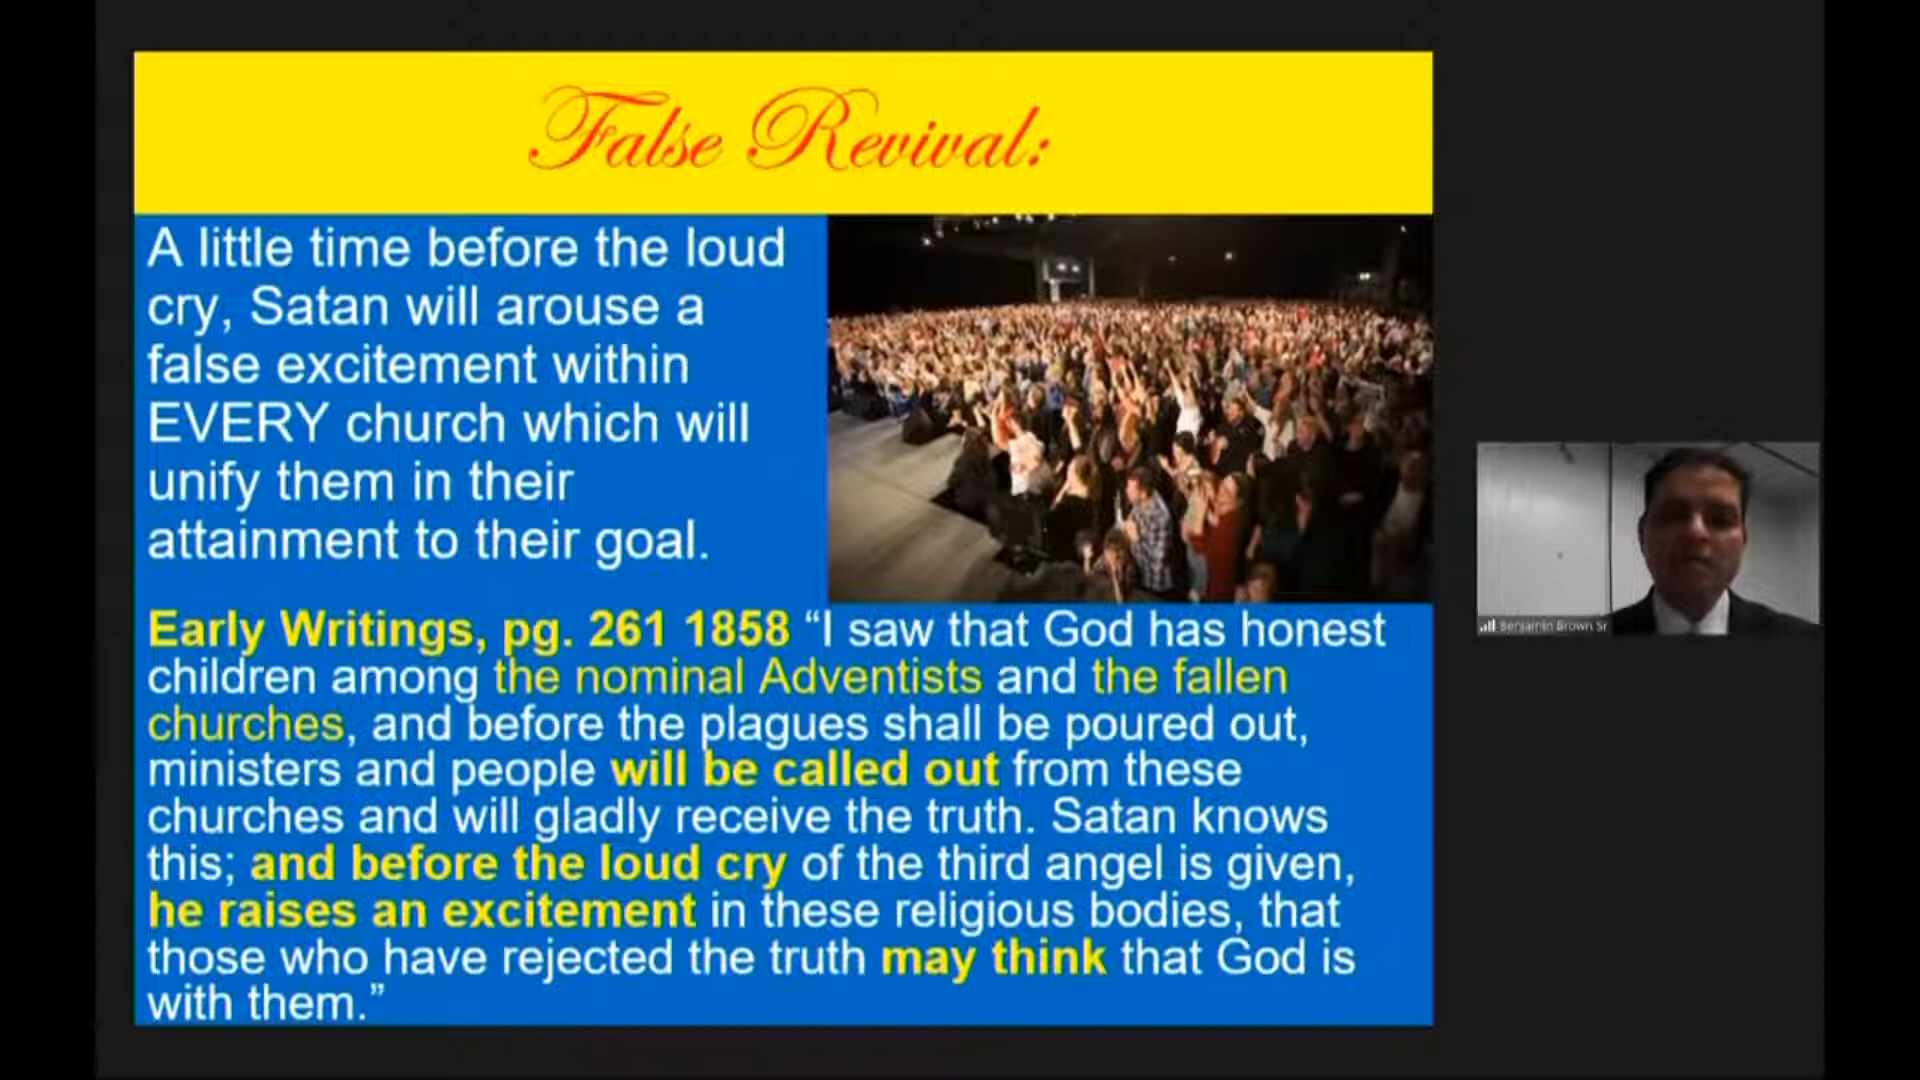 False Revival:
A little time before the loud
cry, Satan will arouse a
false excitement within
EVERY church which will
unify them in their
attainment to their goal.
Early Writings, pg. 261 1858 “I saw that God has honest
children among the nominal Adventists and the fallen
churches, and before the plagues shall be poured out,
ministers and people will be called out from these
churches and will gladly receive the truth. Satan knows
this; and before the loud cry of the third angel is given,
he raises an excitement in these religious bodies, that
those who have rejected the truth may think that God is
with them.”
Benjamin Brown Sr